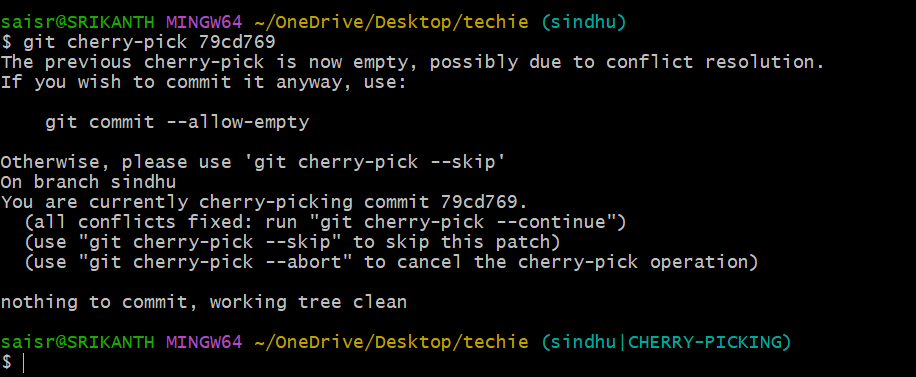 saisr@SRIKANTH MINGW64 ~/OneDrive/Desktop/techie (sindhu)
$ git cherry-pick 79cd769
The previous cherry-pick is now empty, possibly due to conflict resolution.
If you wish to commit it anyway, use:

    git commit --allow-empty

Otherwise, please use 'git cherry-pick --skip'
On branch sindhu
You are currently cherry-picking commit 79cd769.
  (all conflicts fixed: run "git cherry-pick --continue")
  (use "git cherry-pick --skip" to skip this patch)
  (use "git cherry-pick --abort" to cancel the cherry-pick operation)

nothing to commit, working tree clean

saisr@SRIKANTH MINGW64 ~/OneDrive/Desktop/techie (sindhu|CHERRY-PICKING)
$